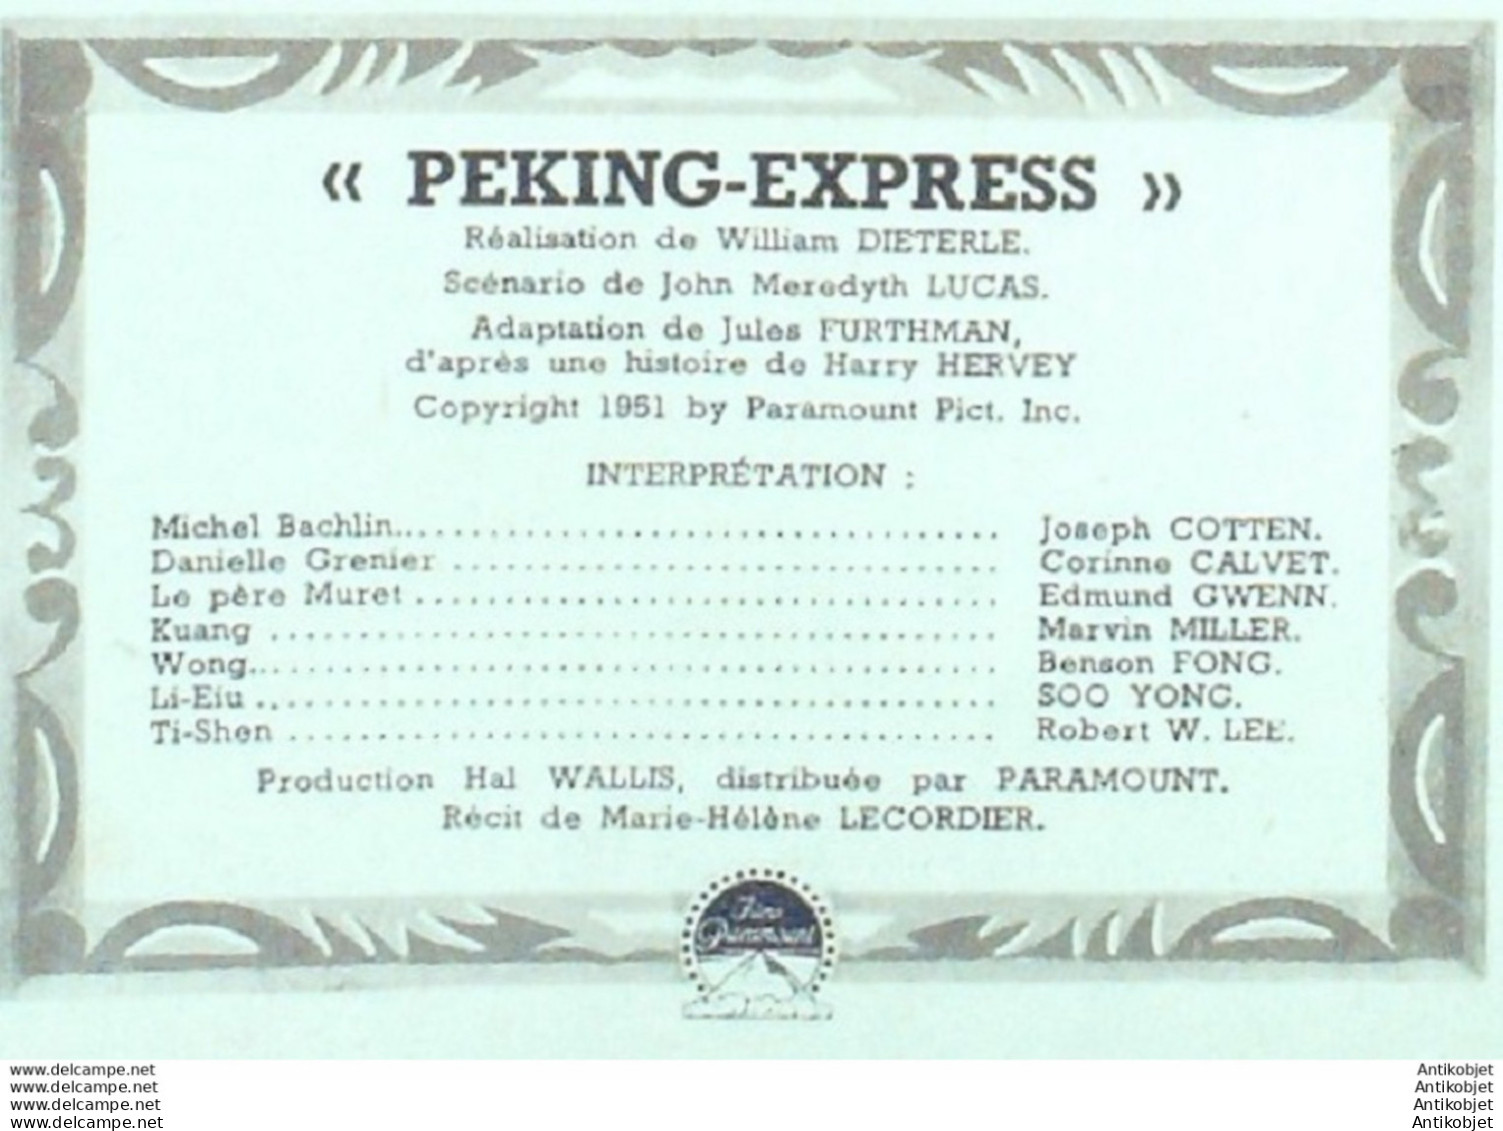 « PEKING-EXPRESS »
Réalisation de William DIETERLE.
Scénario de John Meredyth LUCAS.
Adaptation de Jules FURTHMAN,
d'après une histoire de Harry HERVEY
Copyright 1951 by Paramount Pict. Inc.
INTERPRÉTATION :
Michel Bachlin........................................ Joseph COTTEN.
Danielle Grenier .................................... Corinne CALVET.
Le père Muret ...................................... Edmund GWENN.
Kuang ................................................ Marvin MILLER.
Wong................................................. Benson FONG.
Li-Eiu ................................................ SOO YONG.
Ti-Shen .............................................. Robert W. LEE.
Production Hal WALLIS, distribuée par PARAMOUNT.
Récit de Marie-Hélène LECORDIER.
Films
Paramount
www.delcampe.net Antikobjet
www.delcampe.net Antikobjet
www.delcampe.net Antikobjet
www.delcampe.net Antikobjet